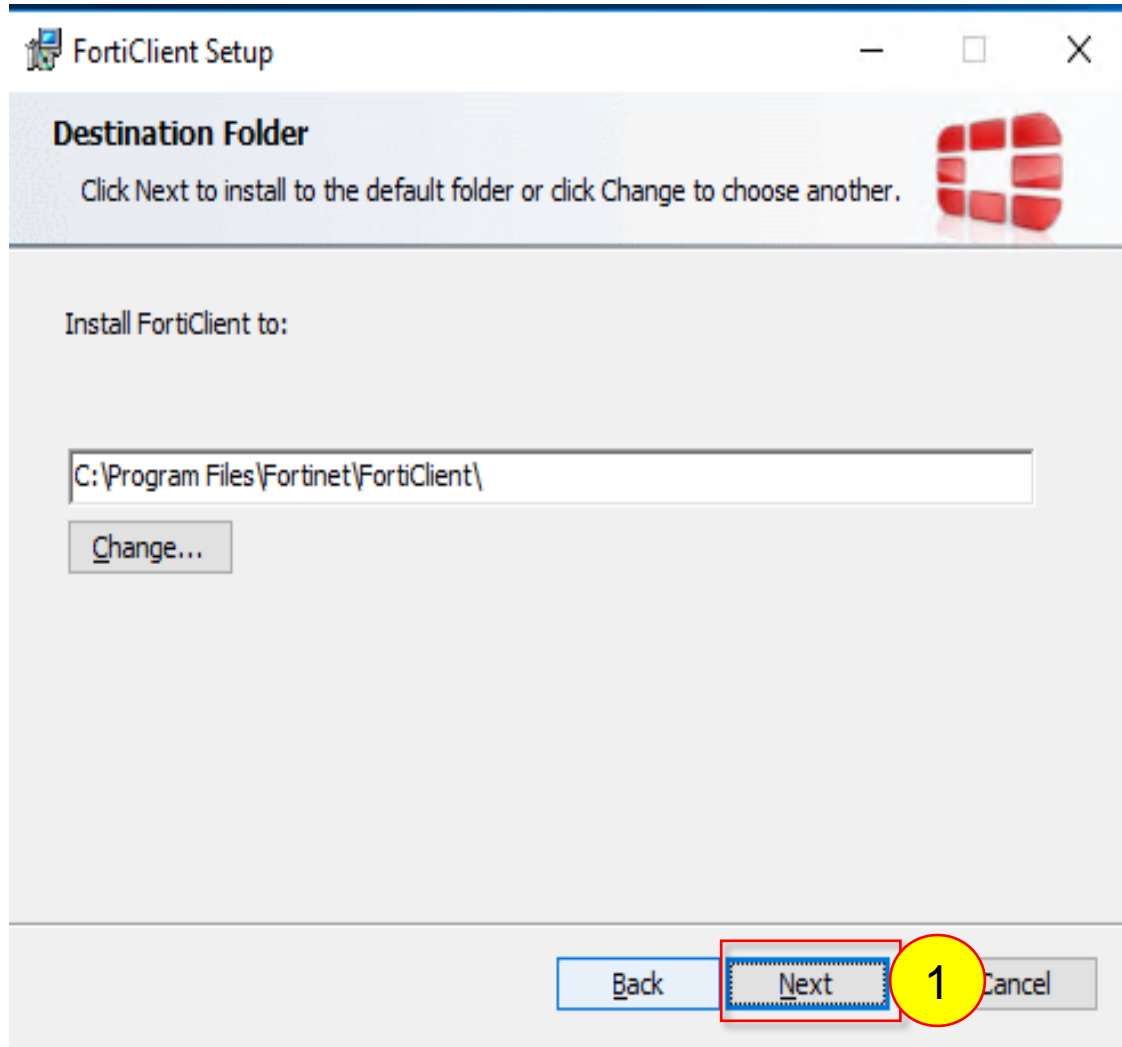 FortiClient Setup
Destination Folder
Click Next to install to the default folder or click Change to choose another.
Install FortiClient to:
C:\Program Files\Fortinet\FortiClient\
Change...
Back
Next
1
Cancel